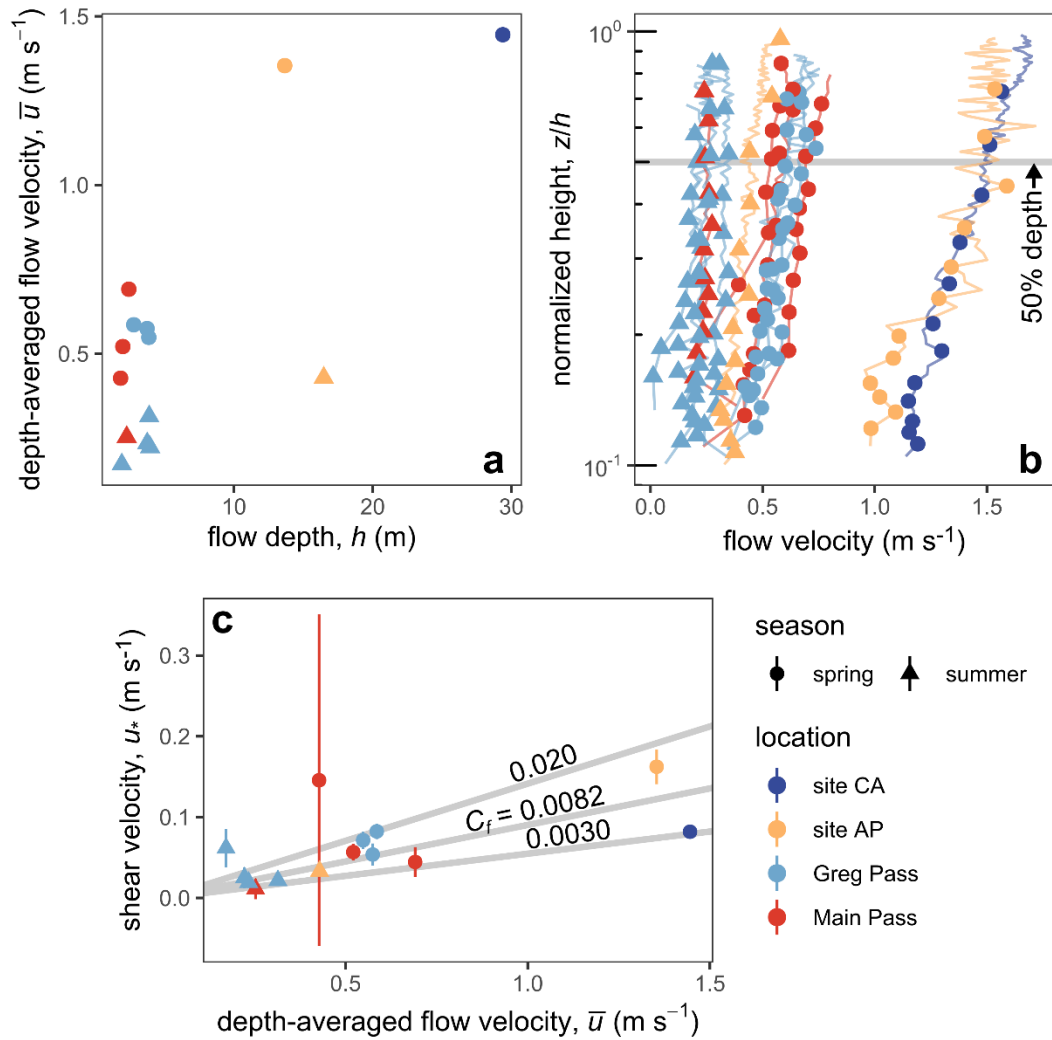 1.5
1.0
0.5
depth-averaged flow velocity, u̅ (m s⁻¹)
10
20
30
flow depth, h (m)
a
10⁰
10⁻¹
normalized height, z/h
50% depth
0.0
0.5
1.0
1.5
flow velocity (m s⁻¹)
b
c
0.3
0.2
0.1
0.0
shear velocity, u* (m s⁻¹)
0.020
C_f = 0.0082
0.0030
0.5
1.0
1.5
depth-averaged flow velocity, u̅ (m s⁻¹)
season
spring
summer
location
site CA
site AP
Greg Pass
Main Pass